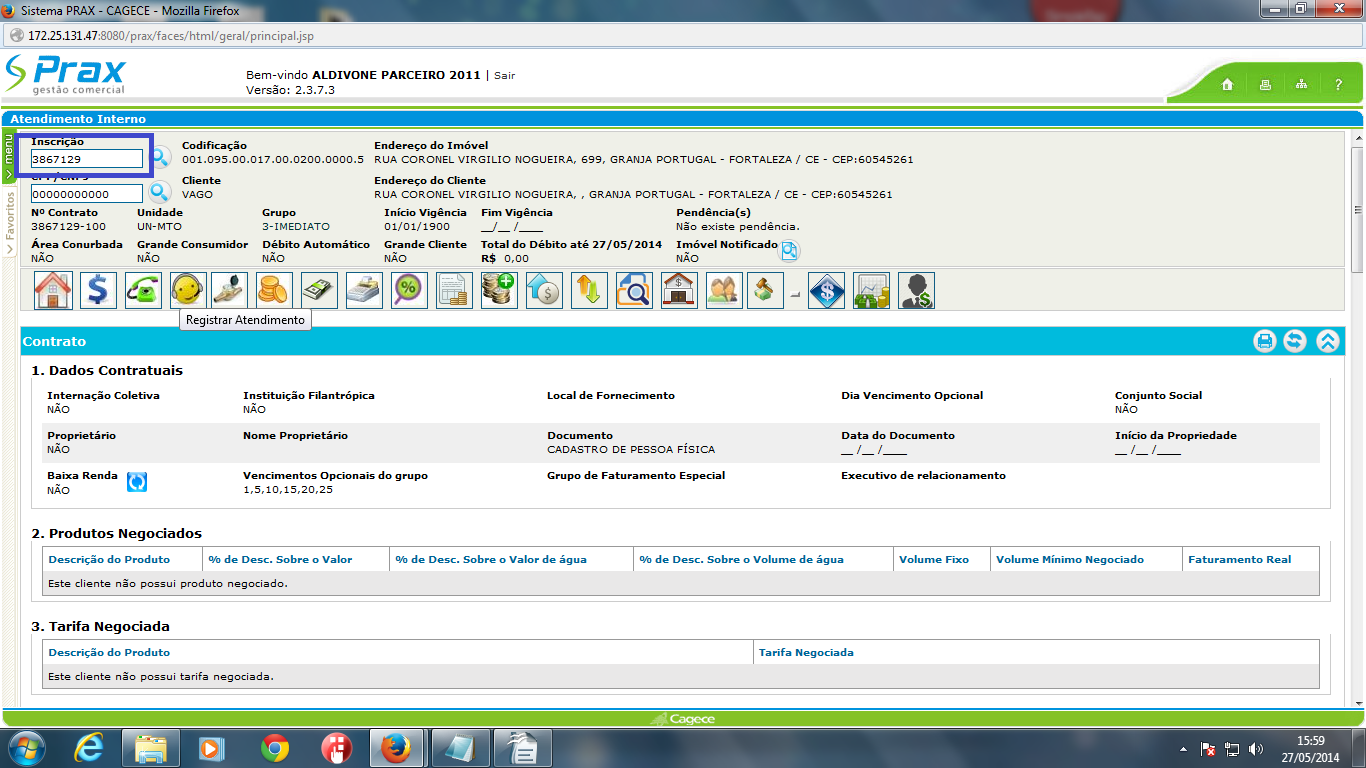 Sistema PRAX - CAGECE - Mozilla Firefox
172.25.131.47:8080/prax/faces/html/geral/principal.jsp
Prax
gestão comercial
Bem-vindo ALDIVONE PARCEIRO 2011 | Sair
Versão: 2.3.7.3
?
Atendimento Interno
menu
Favoritos
Inscrição Codificação Endereço do Imóvel
3867129 001.095.00.017.00.0200.0000.5 RUA CORONEL VIRGILIO NOGUEIRA, 699, GRANJA PORTUGAL - FORTALEZA / CE - CEP:60545261
Cliente Endereço do Cliente
00000000000 VAGO RUA CORONEL VIRGILIO NOGUEIRA, , GRANJA PORTUGAL - FORTALEZA / CE - CEP:60545261
Nº Contrato Unidade Grupo Início Vigência Fim Vigência Pendência(s)
3867129-100 UN-MTO 3-IMEDIATO 01/01/1900 __/__ /____ Não existe pendência.
Área Conurbada Grande Consumidor Débito Automático Grande Cliente Total do Débito até 27/05/2014 Imóvel Notificado
NÃO NÃO NÃO NÃO R$ 0,00 NÃO
Registrar Atendimento
Contrato
1. Dados Contratuais
Internação Coletiva Instituição Filantrópica Local de Fornecimento Dia Vencimento Opcional Conjunto Social
NÃO NÃO NÃO
Proprietário Nome Proprietário Documento Data do Documento Início da Propriedade
NÃO CADASTRO DE PESSOA FÍSICA __ /__ /____ __ /__ /____
Baixa Renda Vencimentos Opcionais do grupo Grupo de Faturamento Especial Executivo de relacionamento
NÃO 1,5,10,15,20,25
2. Produtos Negociados
Descrição do Produto % de Desc. Sobre o Valor % de Desc. Sobre o Valor de água % de Desc. Sobre o Volume de água Volume Fixo Volume Mínimo Negociado Faturamento Real
Este cliente não possui produto negociado.
3. Tarifa Negociada
Descrição do Produto Tarifa Negociada
Este cliente não possui tarifa negociada.
Cagece
15:59
27/05/2014